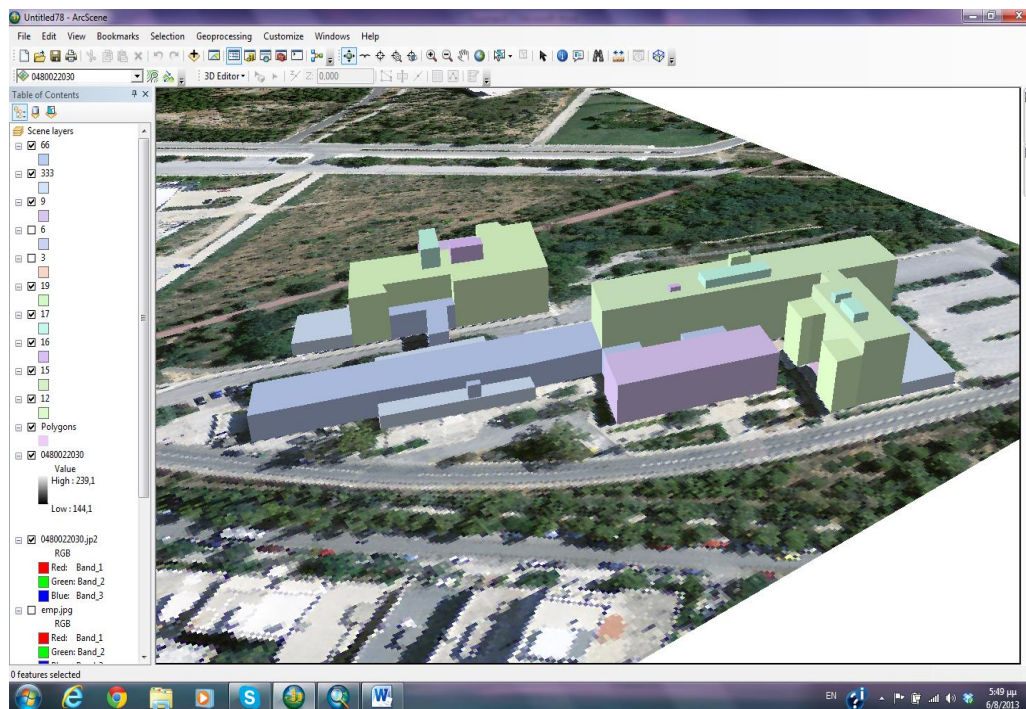 Untitled78 - ArcScene
File Edit View Bookmarks Selection Geoprocessing Customize Windows Help
0480022030
3D Editor
Z: 0,000
Table of Contents
Scene layers
66
333
9
6
3
19
17
16
15
12
Polygons
0480022030
Value
High : 239,1
Low : 144,1
0480022030.jp2
RGB
Red: Band_1
Green: Band_2
Blue: Band_3
emp.jpg
RGB
Red: Band_1
Green: Band_2
0 features selected
EN
5:49 μμ
6/8/2013